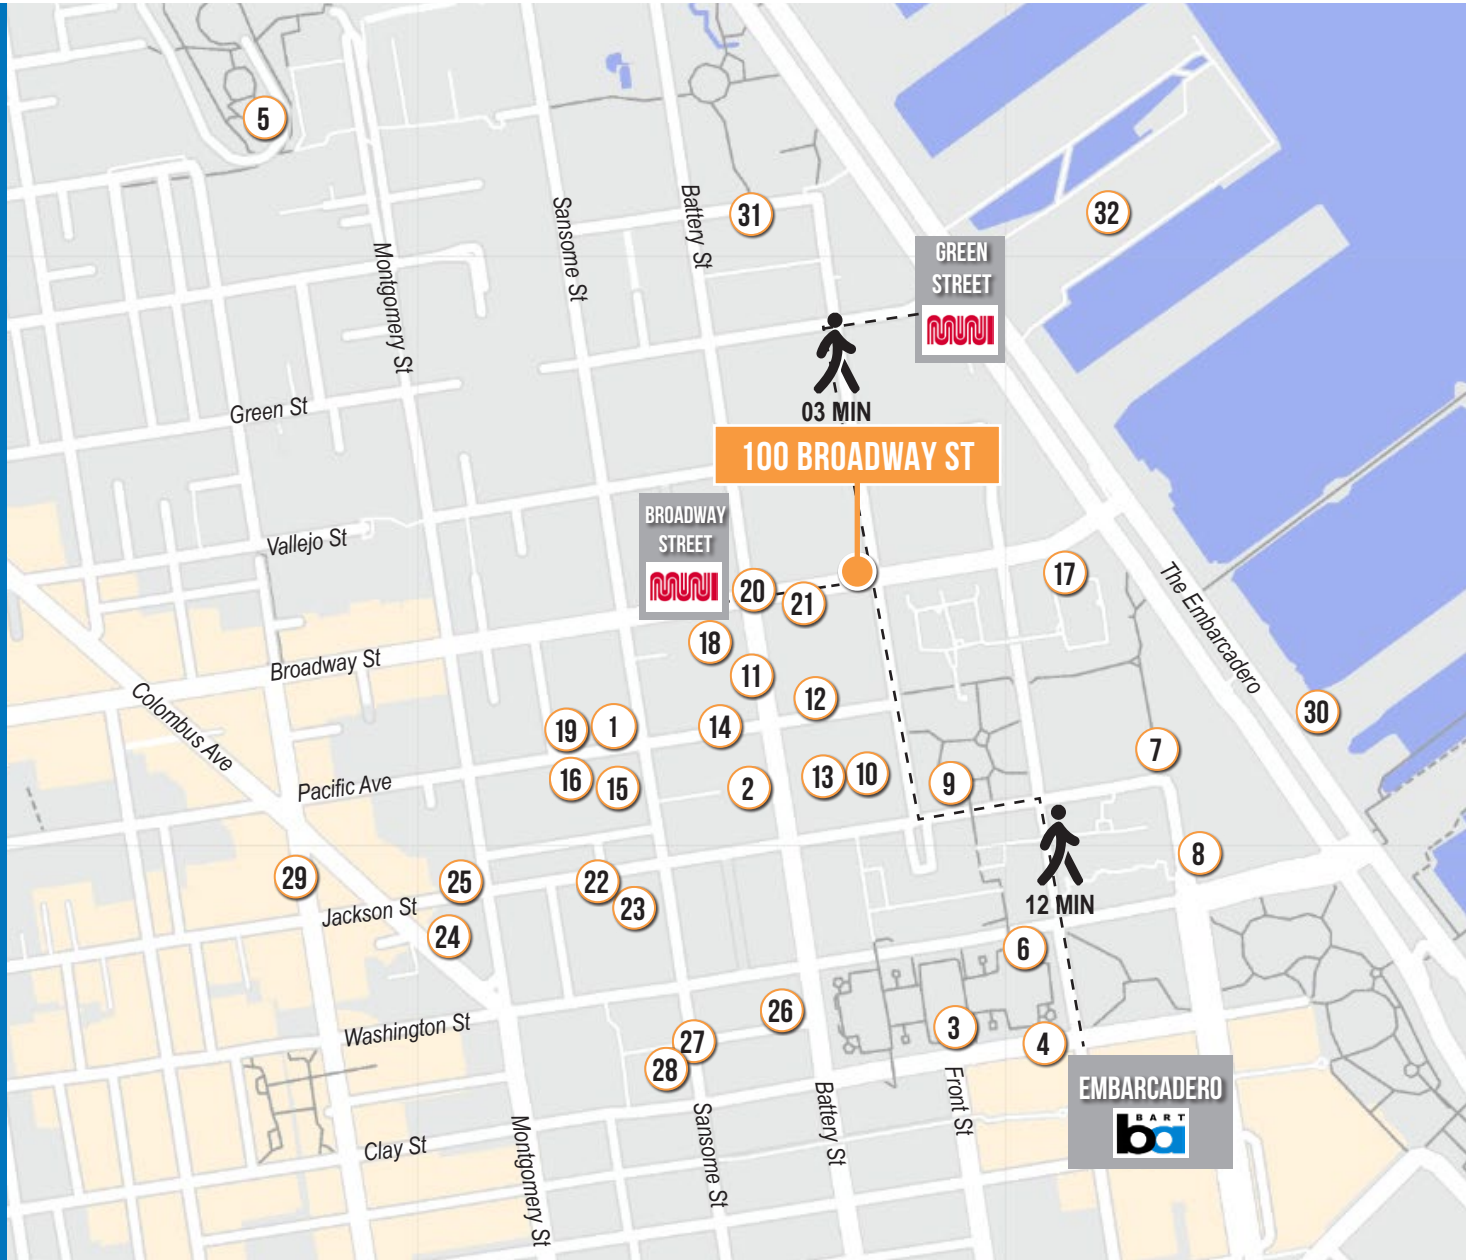 5
31
32
Sansome St
Battery St
Montgomery St
GREEN
STREET
MUNI
03 MIN
Green St
100 BROADWAY ST
BROADWAY
STREET
MUNI
Vallejo St
20
21
17
The Embarcadero
18
11
12
Broadway St
Colombus Ave
19
1
14
30
7
16
15
2
13
10
9
Pacific Ave
8
29
25
22
23
Jackson St
24
12 MIN
6
26
3
4
27
28
Washington St
EMBARCADERO
BART
ba
Clay St
Montgomery St
Sansome St
Battery St
Front St